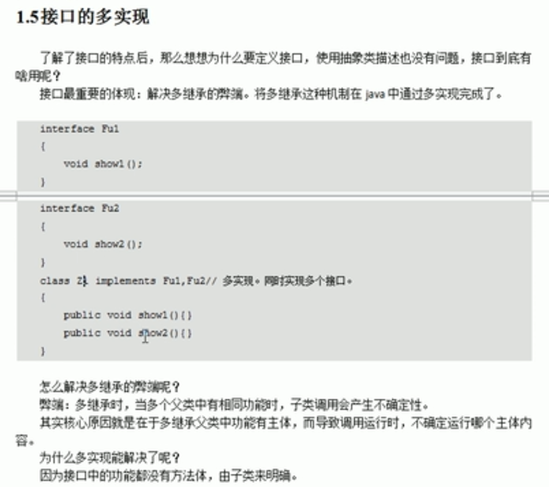 1.5接口的多实现
了解了接口的特点后，那么想想为什么要定义接口，使用抽象类描述也没有问题，接口到底有
啥用呢？
接口最重要的体现：解决多继承的弊端。将多继承这种机制在 java 中通过多实现完成了。
interface Fu1
{
void show1();
}
interface Fu2
{
void show2();
}
class Zi implements Fu1,Fu2// 多实现。同时实现多个接口。
{
public void show1(){}
public void show2(){}
}
怎么解决多继承的弊端呢？
弊端：多继承时，当多个父类中有相同功能时，子类调用会产生不确定性。
其实核心原因就是在于多继承父类中功能有主体，而导致调用运行时，不确定运行哪个主体内
容。
为什么多实现能解决了呢？
因为接口中的功能都没有方法体，由子类来明确。